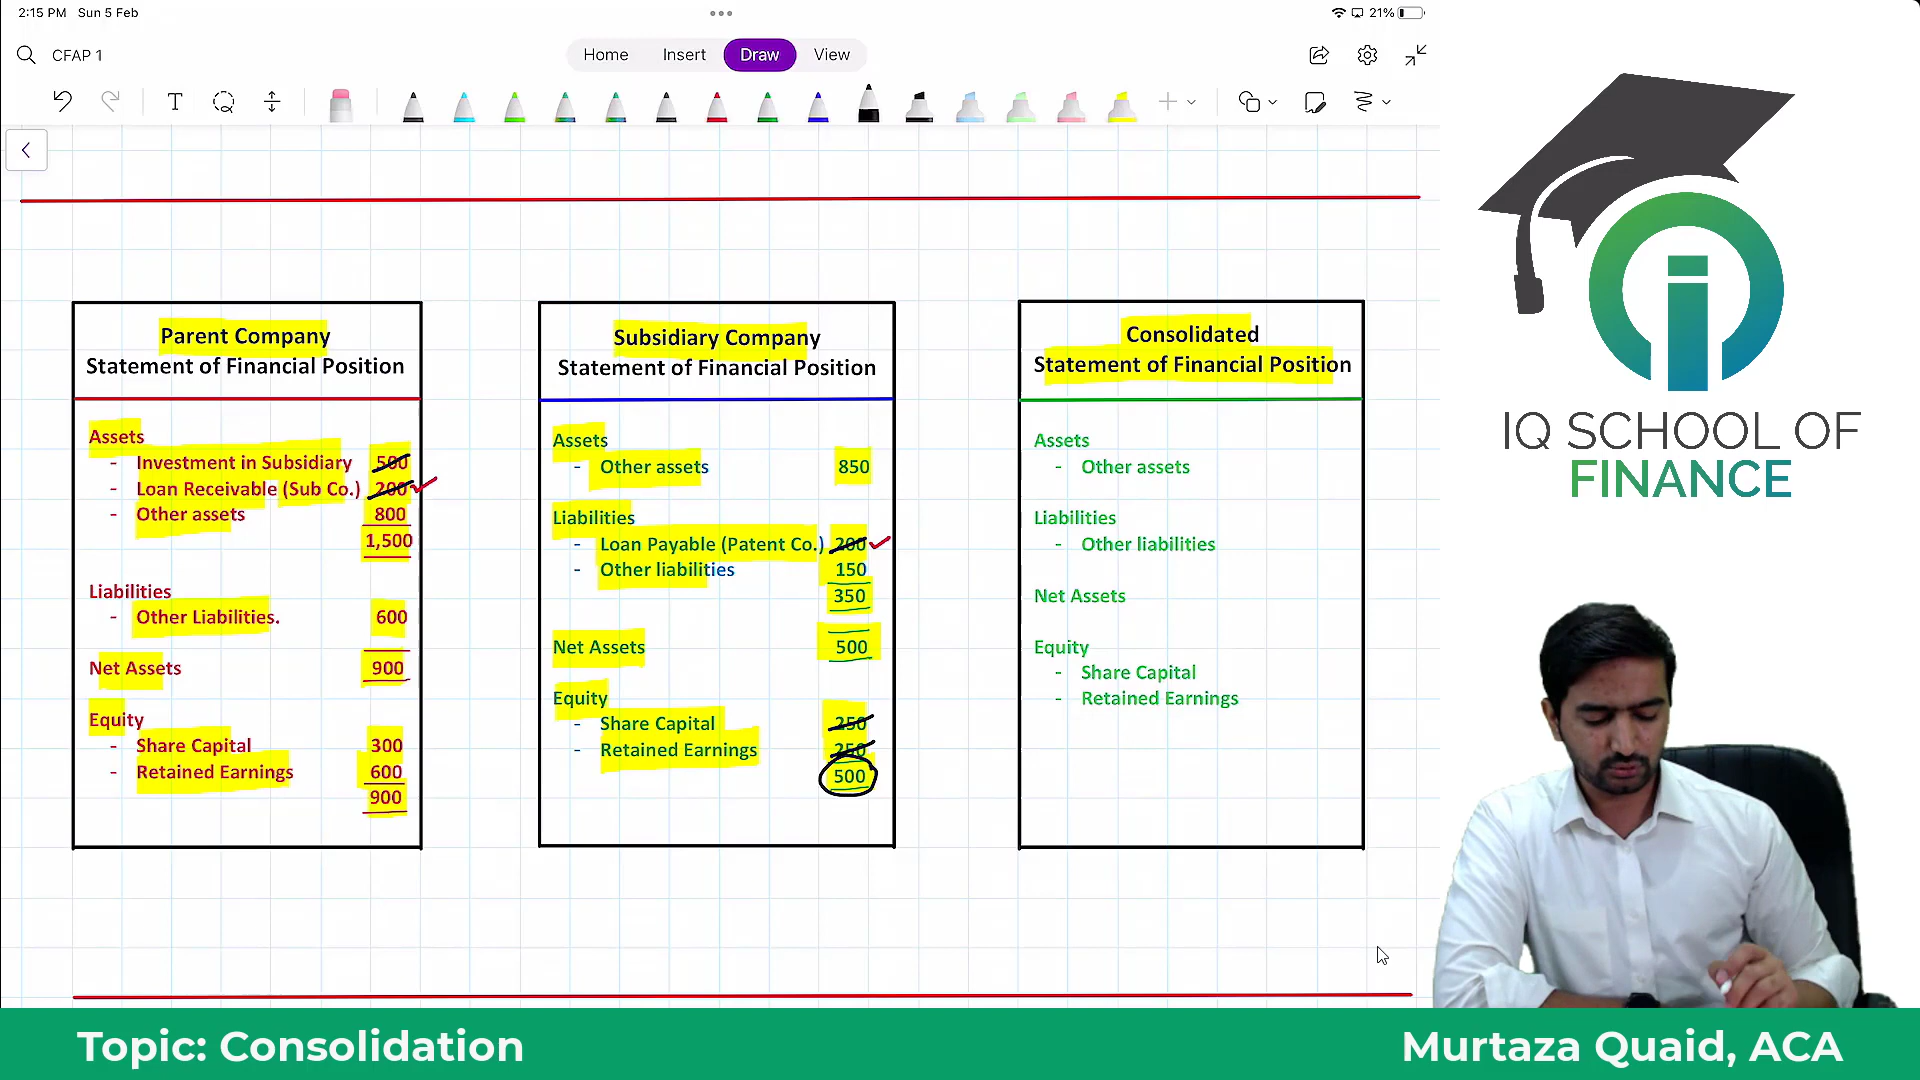 2:15 PM Sun 5 Feb
21%
CFAP 1
Home Insert Draw View
T
Parent Company
Statement of Financial Position
Assets
- Investment in Subsidiary 500
- Loan Receivable (Sub Co.) 200
- Other assets 800
1,500
Liabilities
- Other Liabilities. 600
Net Assets 900
Equity
- Share Capital 300
- Retained Earnings 600
900
Subsidiary Company
Statement of Financial Position
Assets
- Other assets 850
Liabilities
- Loan Payable (Patent Co.) 200
- Other liabilities 150
350
Net Assets 500
Equity
- Share Capital 250
- Retained Earnings 250
500
Consolidated
Statement of Financial Position
Assets
- Other assets
Liabilities
- Other liabilities
Net Assets
Equity
- Share Capital
- Retained Earnings
IQ SCHOOL OF
FINANCE
Topic: Consolidation
Murtaza Quaid, ACA